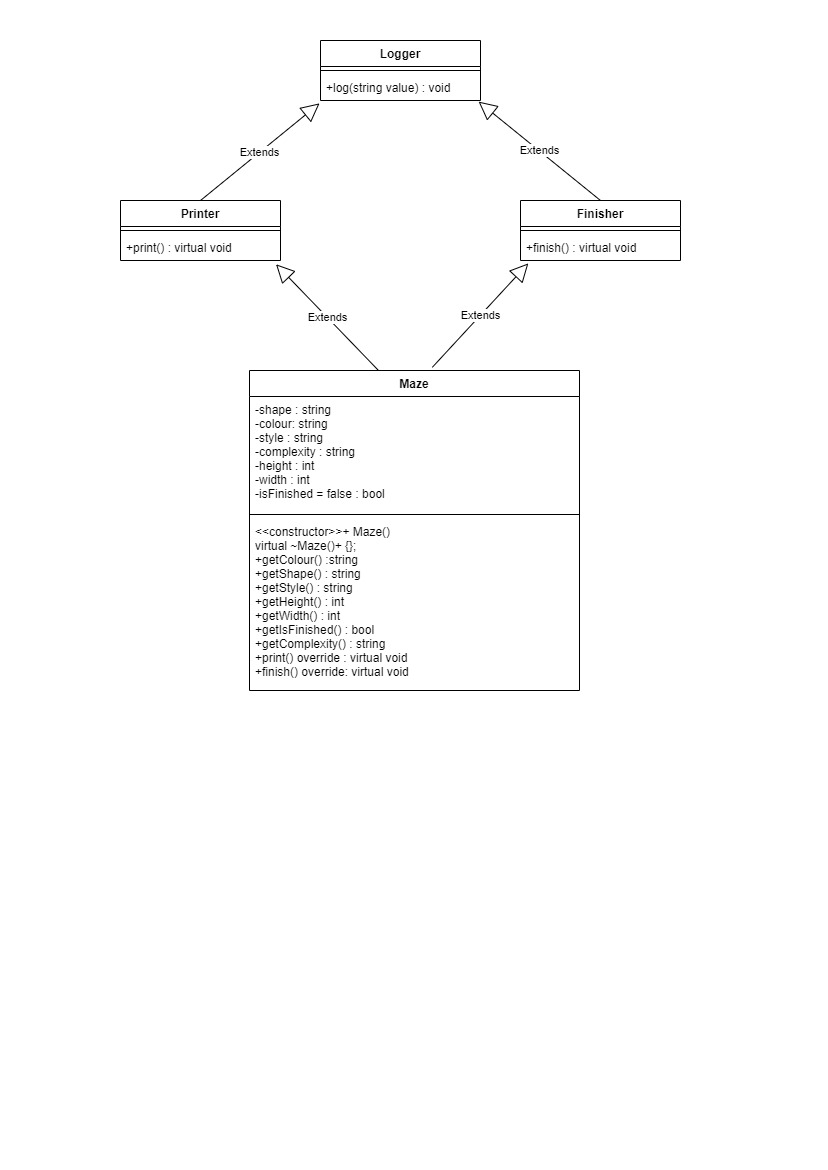 Logger
+log(string value) : void
Extends
Extends
Printer
+print() : virtual void
Finisher
+finish() : virtual void
Extends
Extends
Maze
-shape : string
-colour: string
-style : string
-complexity : string
-height : int
-width : int
-isFinished = false : bool
<<constructor>>+ Maze()
virtual ~Maze()+ {};
+getColour() :string
+getShape() : string
+getStyle() : string
+getHeight() : int
+getWidth() : int
+getIsFinished() : bool
+getComplexity() : string
+print() override : virtual void
+finish() override: virtual void